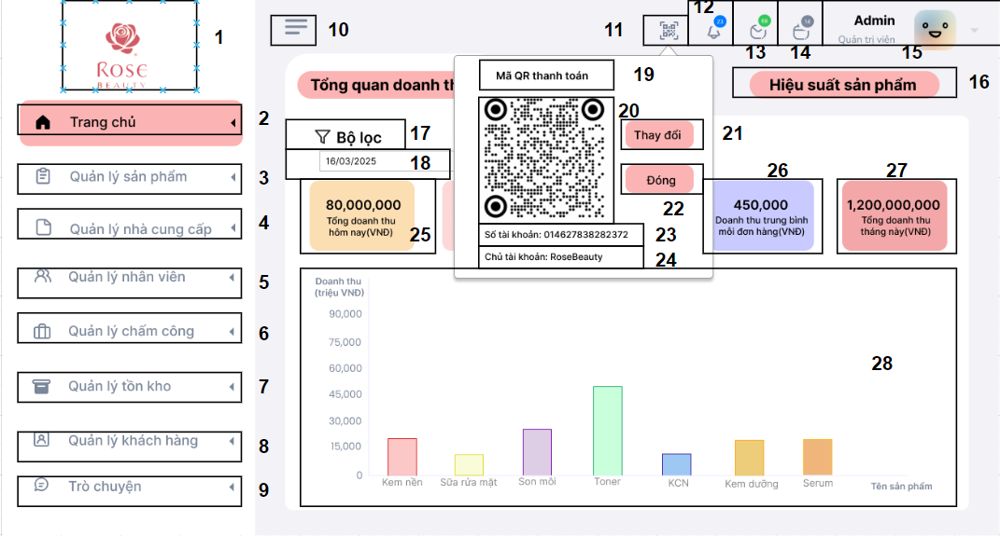 ROSE
BEAUTY
1
Trang chủ
2
Quản lý sản phẩm
3
Quản lý nhà cung cấp
4
Quản lý nhân viên
5
Quản lý chấm công
6
Quản lý tồn kho
7
Quản lý khách hàng
8
Trò chuyện
9
10
11
12
23
68
13
14
14
Admin
Quản trị viên
15
Tổng quan doanh th
Hiệu suất sản phẩm
16
Bộ lọc
17
16/03/2025
18
Mã QR thanh toán
19
20
Thay đổi
21
Đóng
22
Số tài khoản: 014627838282372
23
Chủ tài khoản: RoseBeauty
24
80,000,000
Tổng doanh thu
hôm nay(VNĐ)
25
26
450,000
Doanh thu trung bình
mỗi đơn hàng(VNĐ)
27
1,200,000,000
Tổng doanh thu
tháng này(VNĐ)
Doanh thu
(triệu VNĐ)
90,000
75,000
60,000
45,000
30,000
15,000
0
28
Kem nền
Sữa rửa mặt
Son môi
Toner
KCN
Kem dưỡng
Serum
Tên sản phẩm